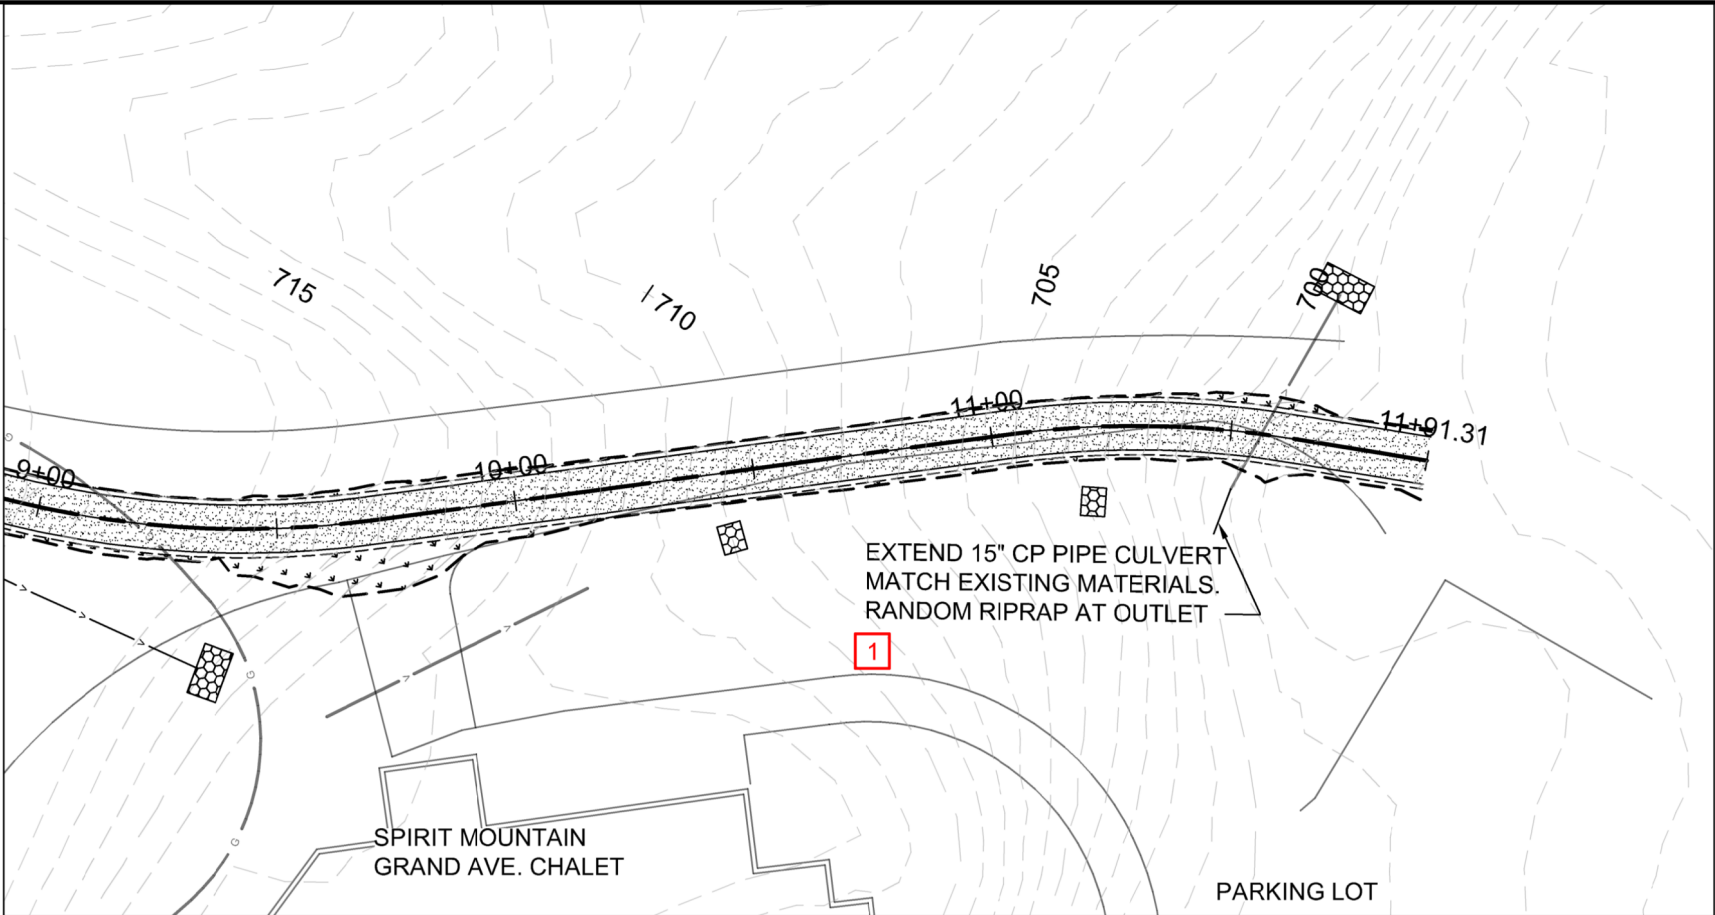 715
710
705
700
9+00
10+00
11+00
11+91.31
G
EXTEND 15" CP PIPE CULVERT
MATCH EXISTING MATERIALS.
RANDOM RIPRAP AT OUTLET
1
G
G
SPIRIT MOUNTAIN
GRAND AVE. CHALET
PARKING LOT